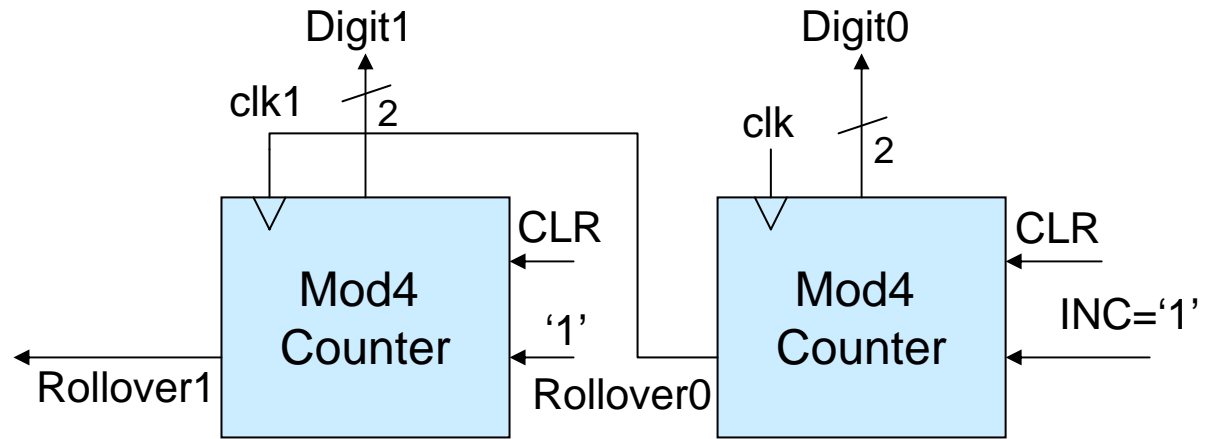 Digit1
Digit0
clk1
2
clk
2
CLR
CLR
Mod4
Counter
Mod4
Counter
‘1’
INC=‘1’
Rollover1
Rollover0